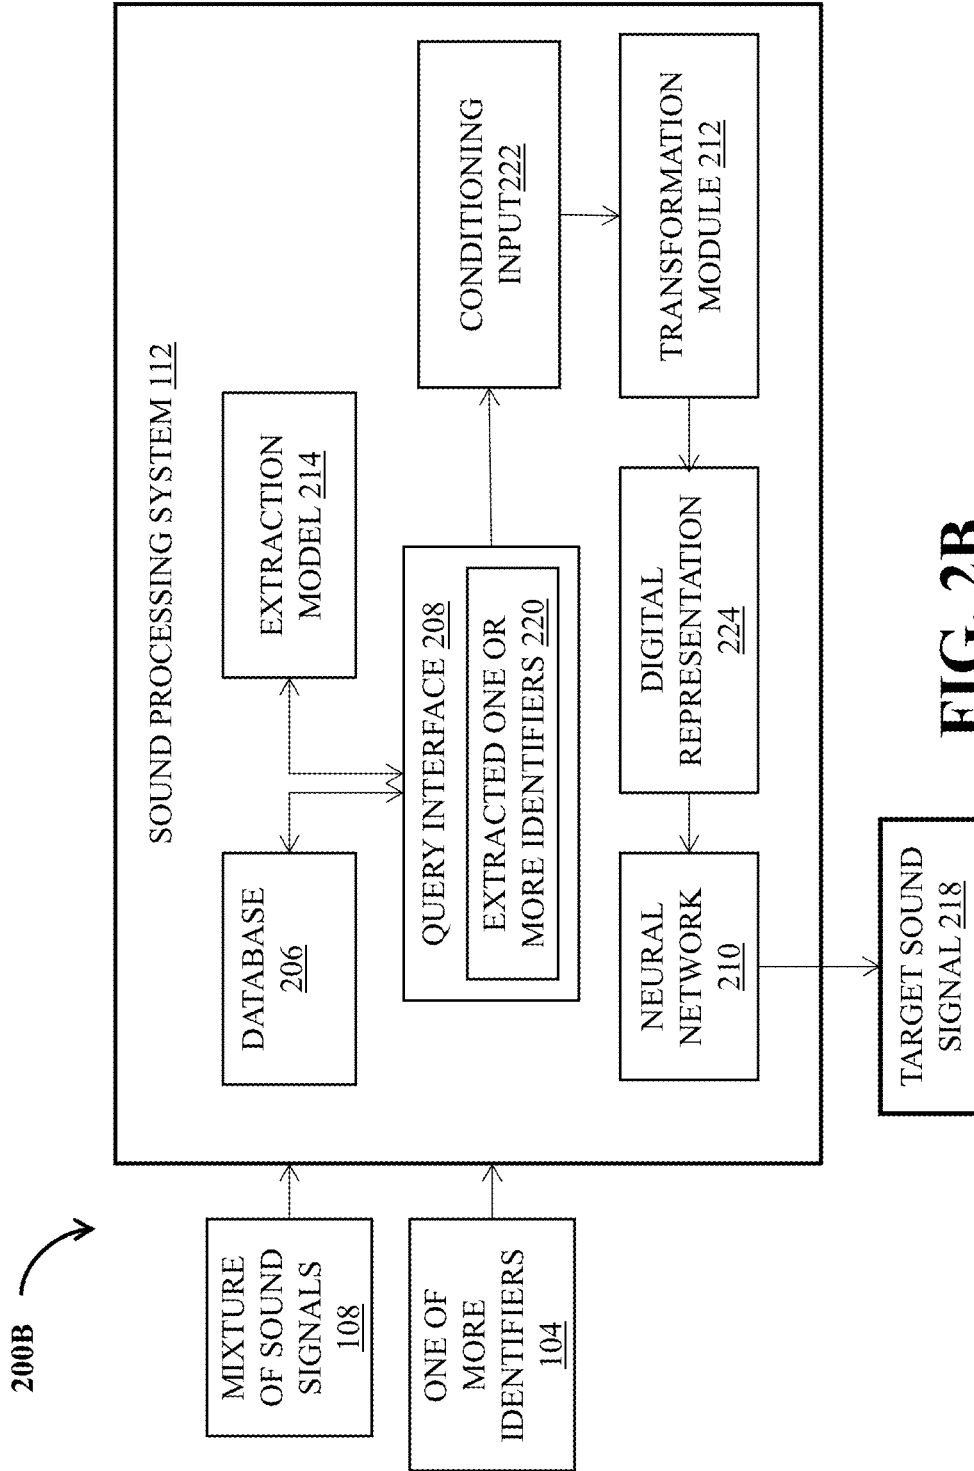 200B
MIXTURE
OF SOUND
SIGNALS
108
ONE OF
MORE
IDENTIFIERS
104
SOUND PROCESSING SYSTEM 112
DATABASE
206
EXTRACTION
MODEL 214
QUERY INTERFACE 208
EXTRACTED ONE OR
MORE IDENTIFIERS 220
CONDITIONING
INPUT222
NEURAL
NETWORK
210
DIGITAL
REPRESENTATION
224
TRANSFORMATION
MODULE 212
TARGET SOUND
SIGNAL 218
FIG. 2B